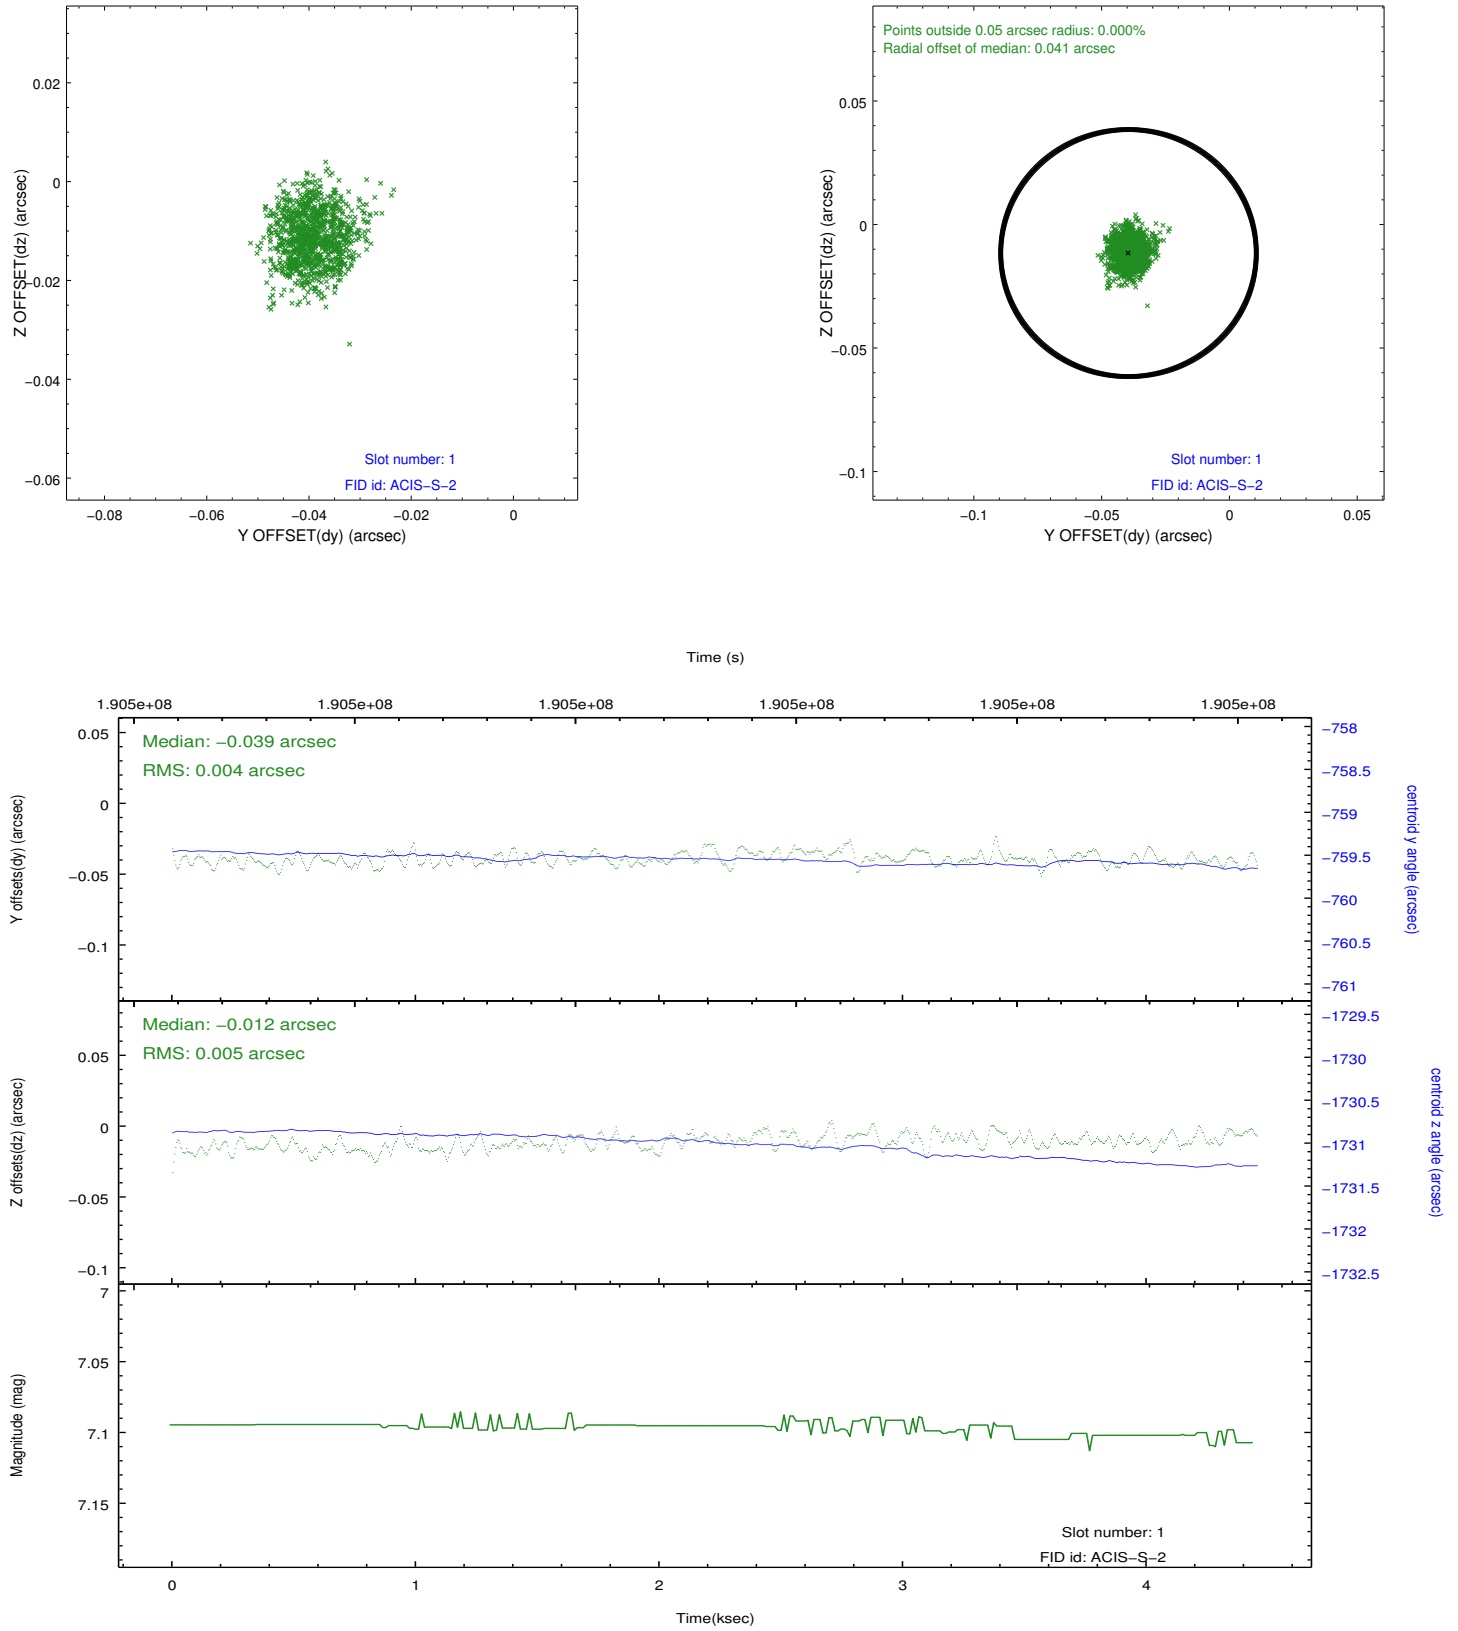 0.02
0
−0.02
−0.04
−0.06
Z OFFSET(dz) (arcsec)
Slot number: 1
FID id: ACIS−S−2
−0.08
−0.06
−0.04
−0.02
0
Y OFFSET(dy) (arcsec)
Points outside 0.05 arcsec radius: 0.000%
Radial offset of median: 0.041 arcsec
0.05
0
−0.05
−0.1
Z OFFSET(dz) (arcsec)
Slot number: 1
FID id: ACIS−S−2
−0.1
−0.05
0
0.05
Y OFFSET(dy) (arcsec)
Time (s)
1.905e+08
1.905e+08
1.905e+08
1.905e+08
1.905e+08
1.905e+08
Median: −0.039 arcsec
RMS: 0.004 arcsec
0.05
0
−0.05
−0.1
Y offsets(dy) (arcsec)
−758
−758.5
−759
−759.5
−760
−760.5
−761
centroid y angle (arcsec)
Median: −0.012 arcsec
RMS: 0.005 arcsec
0.05
0
−0.05
−0.1
Z offsets(dz) (arcsec)
−1729.5
−1730
−1730.5
−1731
−1731.5
−1732
−1732.5
centroid z angle (arcsec)
7
7.05
7.1
7.15
Magnitude (mag)
Slot number: 1
FID id: ACIS−S−2
0
1
2
3
4
Time(ksec)